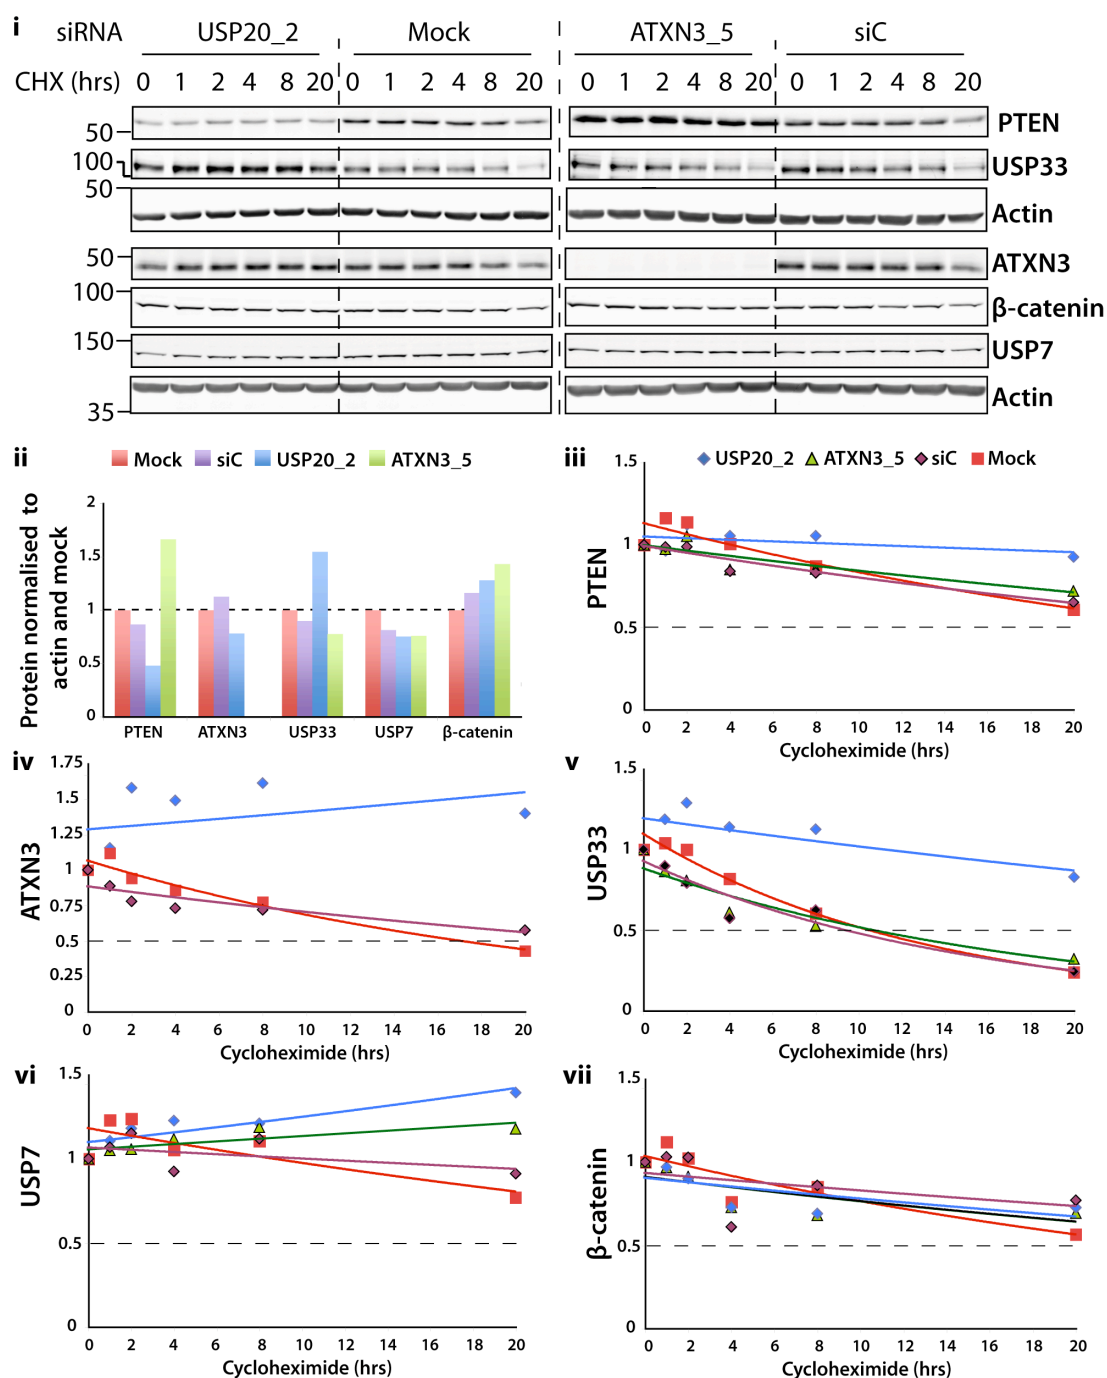 i siRNA USP20_2 Mock ATXN3_5 siC
CHX (hrs) 0 1 2 4 8 20 0 1 2 4 8 20 0 1 2 4 8 20 0 1 2 4 8 20
50 PTEN
100 USP33
50 Actin
50 ATXN3
100 β-catenin
150 USP7
35 Actin
ii Mock siC USP20_2 ATXN3_5
Protein normalised to
actin and mock
2
1.5
1
0.5
0
PTEN ATXN3 USP33 USP7 β-catenin
iii USP20_2 ATXN3_5 siC Mock
PTEN
1.5
1
0.5
0
0 2 4 6 8 10 12 14 16 18 20
Cycloheximide (hrs)
iv
ATXN3
1.75
1.5
1.25
1
0.75
0.5
0.25
0
0 2 4 6 8 10 12 14 16 18 20
Cycloheximide (hrs)
v
USP33
1.5
1
0.5
0
0 2 4 6 8 10 12 14 16 18 20
Cycloheximide (hrs)
vi
USP7
1.5
1
0.5
0
0 2 4 6 8 10 12 14 16 18 20
Cycloheximide (hrs)
vii
β-catenin
1.5
1
0.5
0
0 2 4 6 8 10 12 14 16 18 20
Cycloheximide (hrs)